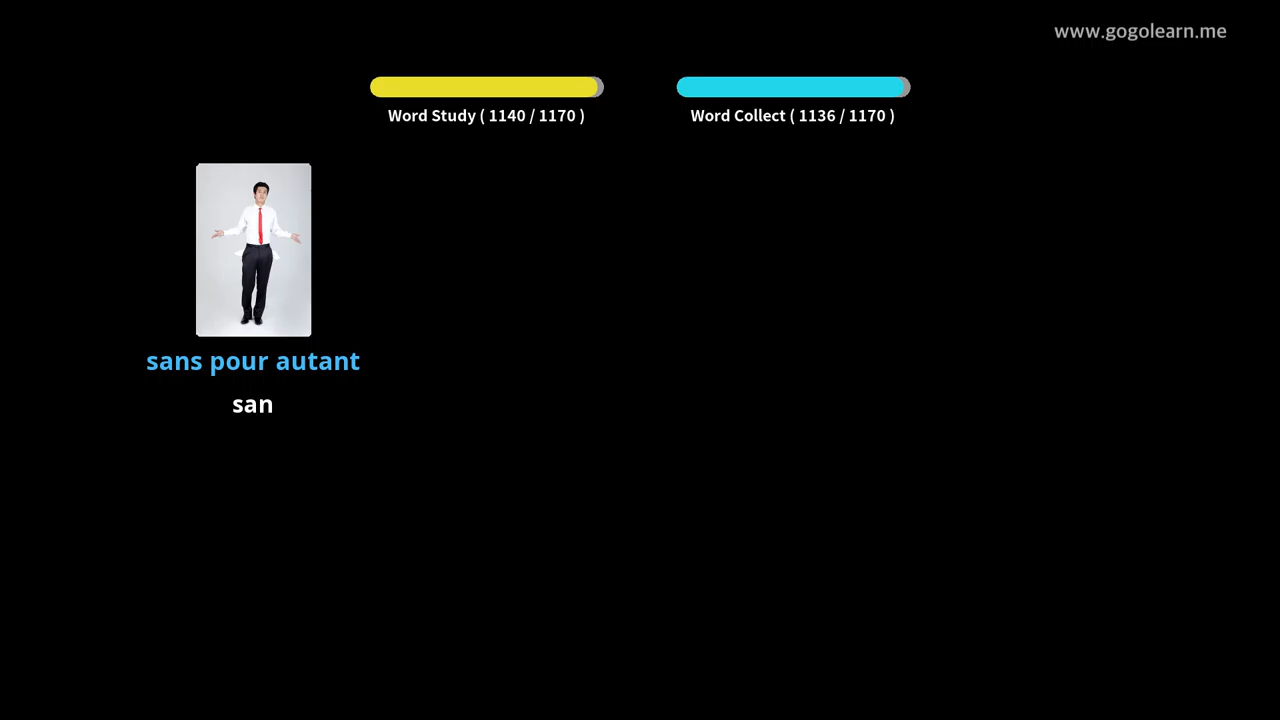 www.gogolearn.me
Word Study ( 1140 / 1170 )
Word Collect ( 1136 / 1170 )
sans pour autant
san